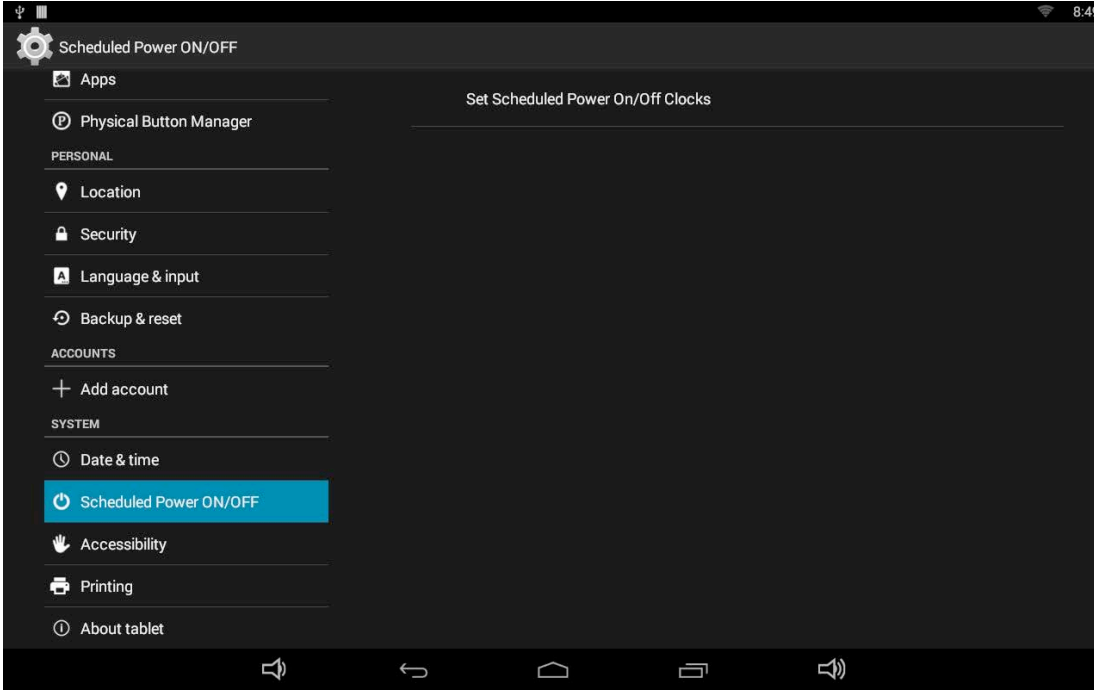 8:49
Scheduled Power ON/OFF
Apps
Physical Button Manager
PERSONAL
Location
Security
Language & input
Backup & reset
ACCOUNTS
Add account
SYSTEM
Date & time
Scheduled Power ON/OFF
Accessibility
Printing
About tablet
Set Scheduled Power On/Off Clocks